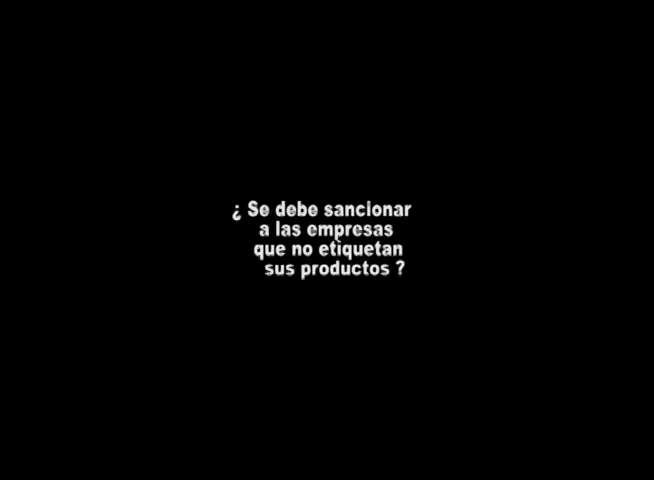 ¿ Se debe sancionar
a las empresas
que no etiquetan
sus productos ?